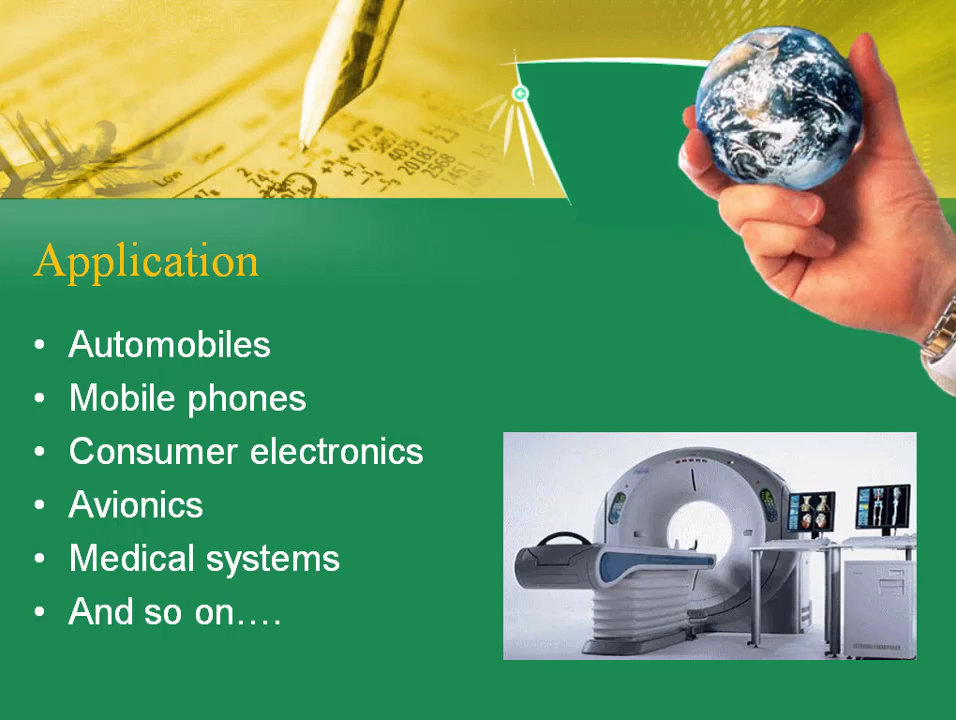 Application
• Automobiles
• Mobile phones
• Consumer electronics
• Avionics
• Medical systems
• And so on….